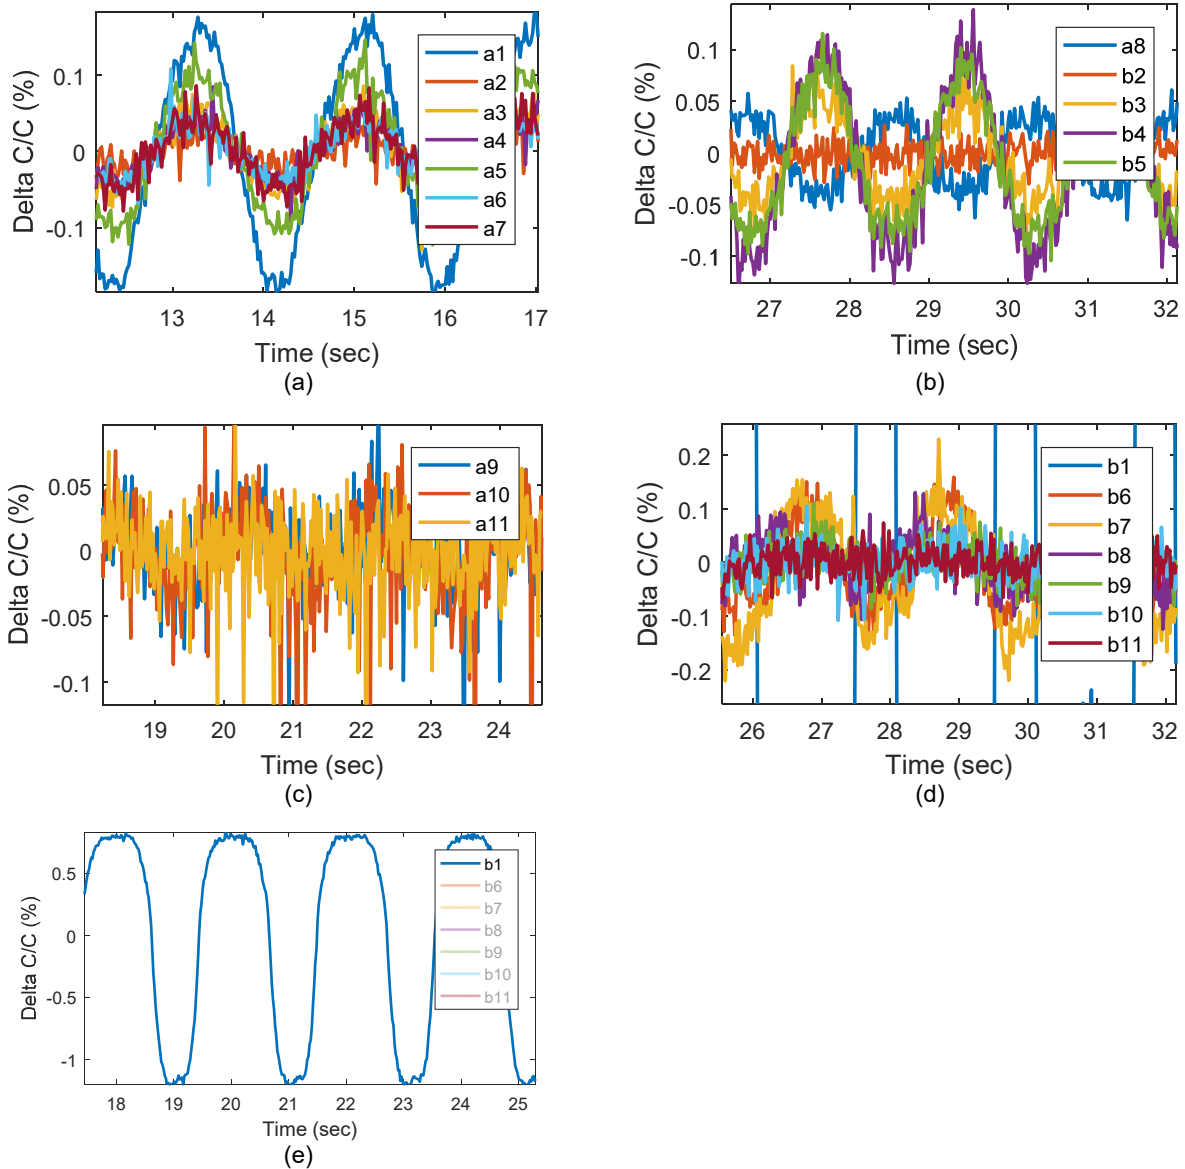 Delta C/C (%)
0.1
0
-0.1
a1
a2
a3
a4
a5
a6
a7
13 14 15 16 17
Time (sec)
(a)
Delta C/C (%)
0.1
0.05
0
-0.05
-0.1
a8
b2
b3
b4
b5
27 28 29 30 31 32
Time (sec)
(b)
Delta C/C (%)
0.05
0
-0.05
-0.1
a9
a10
a11
19 20 21 22 23 24
Time (sec)
(c)
Delta C/C (%)
0.2
0.1
0
-0.1
-0.2
b1
b6
b7
b8
b9
b10
b11
26 27 28 29 30 31 32
Time (sec)
(d)
Delta C/C (%)
0.5
0
-0.5
-1
b1
b6
b7
b8
b9
b10
b11
18 19 20 21 22 23 24 25
Time (sec)
(e)